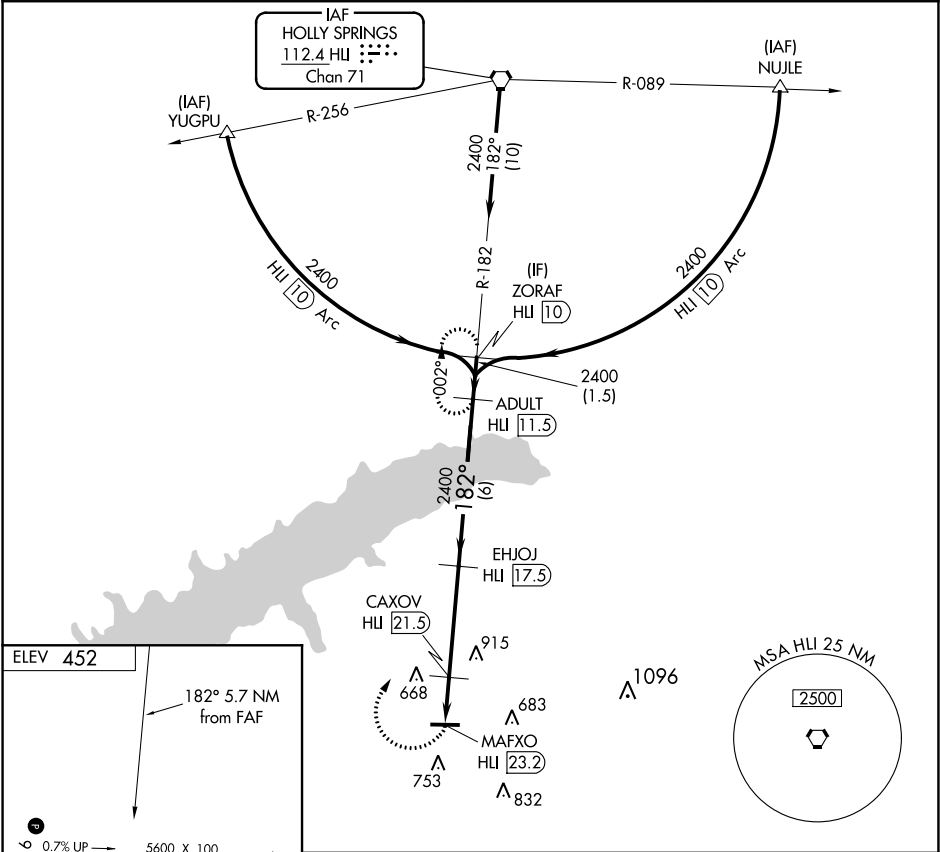 IAF
HOLLY SPRINGS
112.4 HLI
Chan 71
(IAF)
NUJLE
R-089
(IAF)
YUGPU
R-256
2400
182°
(10)
R-182
2400
HLI 10 Arc
2400
HLI 10 Arc
(IF)
ZORAF
HLI 10
002°
2400
(1.5)
ADULT
HLI 11.5
2400
182°
(6)
EHJOJ
HLI 17.5
CAXOV
HLI 21.5
915
668
1096
683
MAFXO
HLI 23.2
753
832
MSA HLI 25 NM
2500
ELEV 452
182° 5.7 NM
from FAF
P
9
0.7% UP
5600 X 100